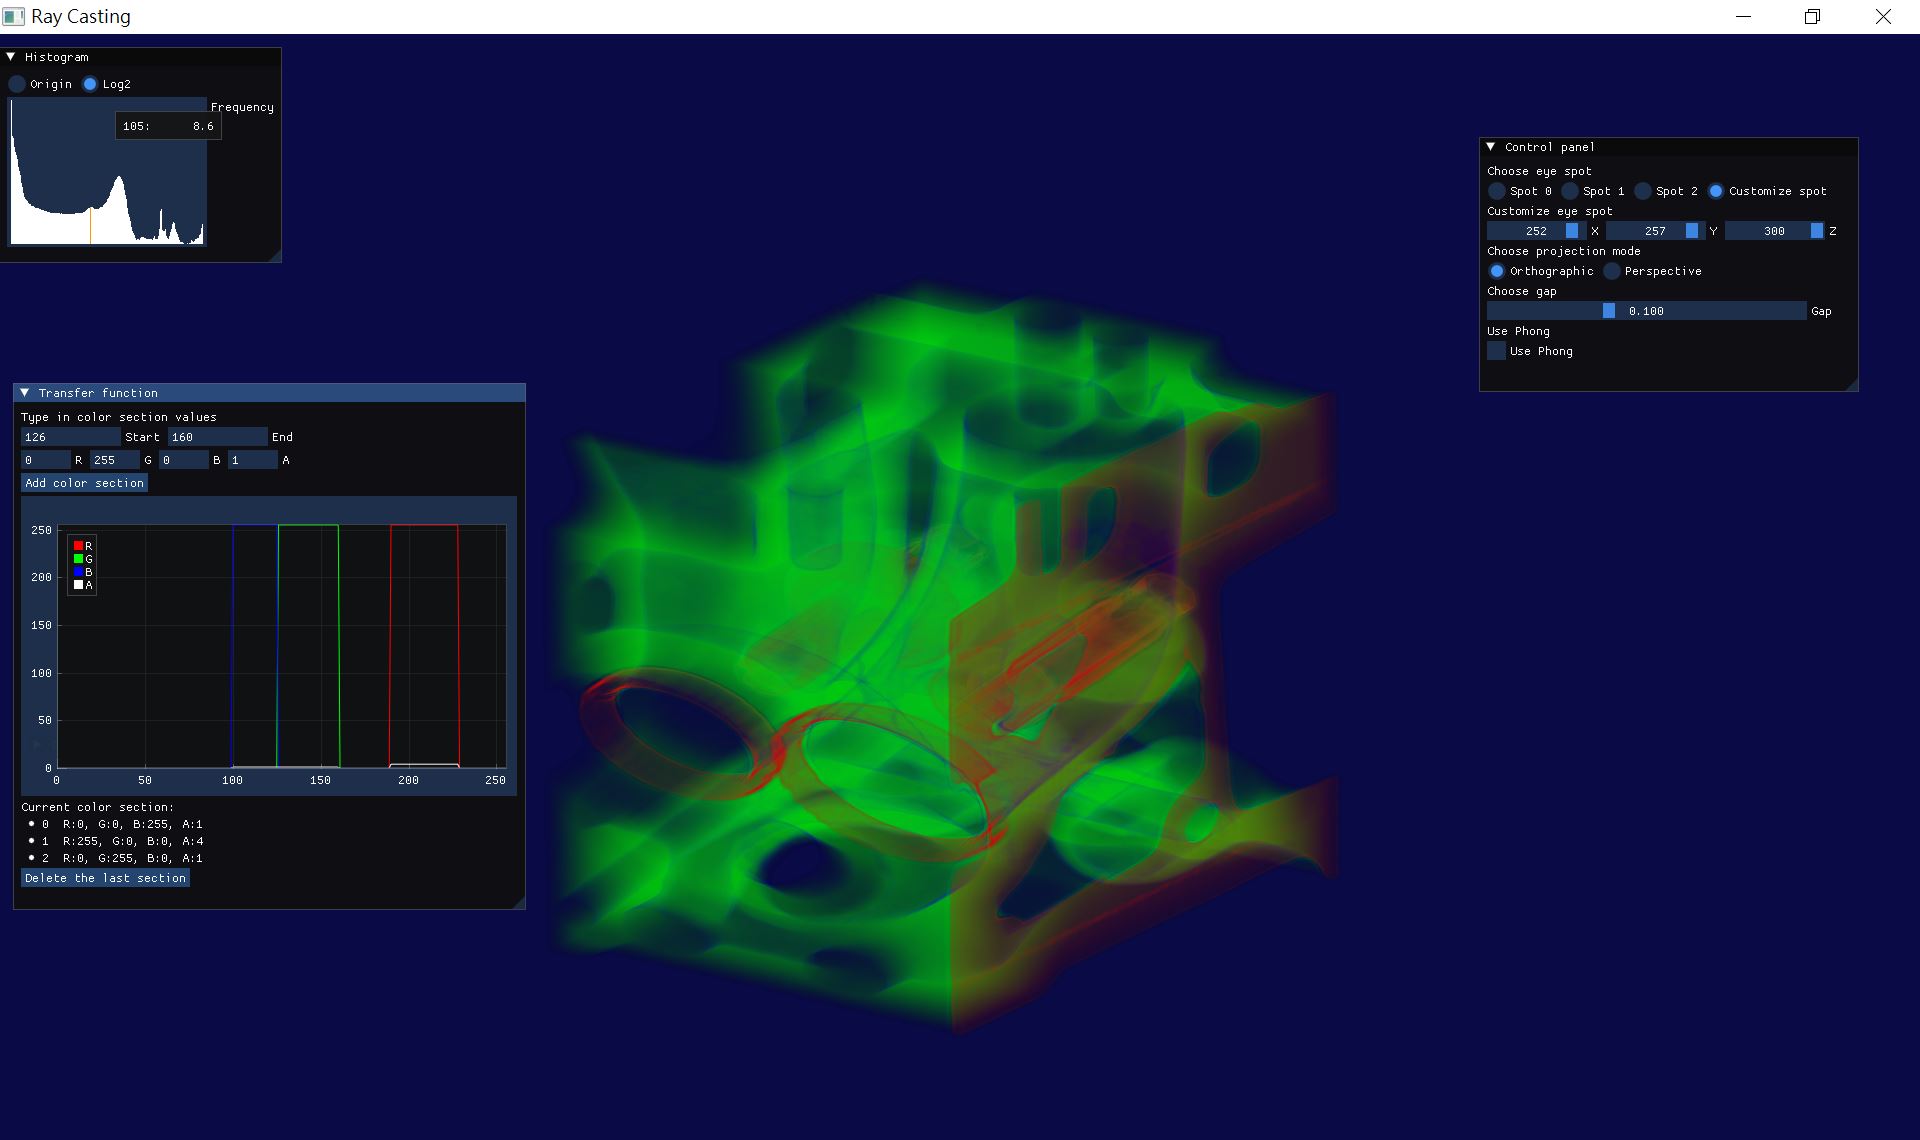 Ray Casting
Histogram
Origin Log2
Frequency
105: 8.6
Control panel
Choose eye spot
Spot 0 Spot 1 Spot 2 Customize spot
Customize eye spot
252 X 257 Y 300 Z
Choose projection mode
Orthographic Perspective
Choose gap
0.100 Gap
Use Phong
Use Phong
Transfer function
Type in color section values
126 Start 160 End
0 R 255 G 0 B 1 A
Add color section
250
R
G
200
B
A
150
100
50
0
0 50 100 150 200 250
Current color section:
0 R:0, G:0, B:255, A:1
1 R:255, G:0, B:0, A:4
2 R:0, G:255, B:0, A:1
Delete the last section